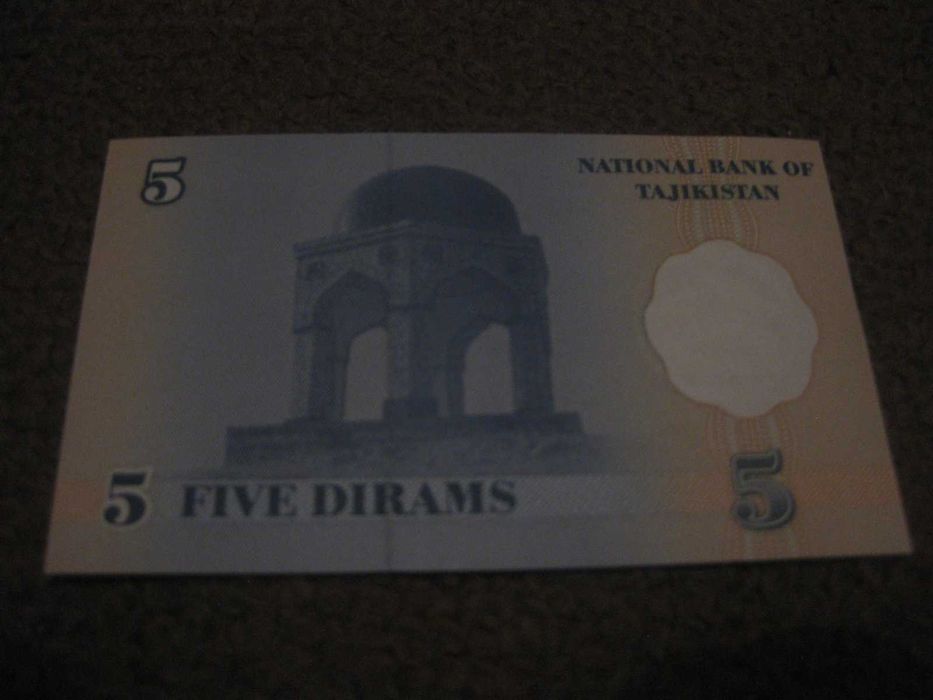 5
NATIONAL BANK OF
TAJIKISTAN
5 FIVE DIRAMS
5